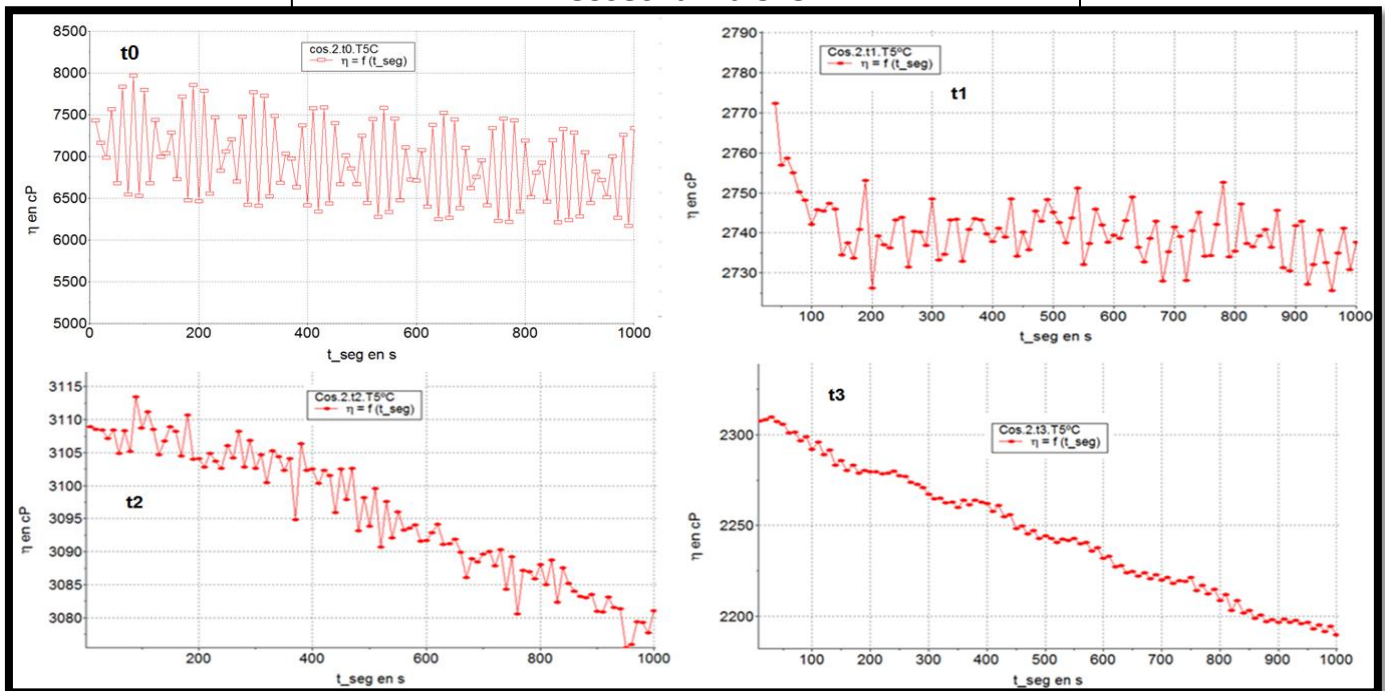 t0
cos.2.t0.T5C
η = f (t_seg)
8500
8000
7500
7000
6500
6000
5500
5000
η en cP
0 200 400 600 800 1000
t_seg en s
t1
Cos.2.t1.T5ºC
η = f (t_seg)
2790
2780
2770
2760
2750
2740
2730
η en cP
100 200 300 400 500 600 700 800 900 1000
t_seg en s
t2
Cos.2.t2.T5ºC
η = f (t_seg)
3115
3110
3105
3100
3095
3090
3085
3080
η en cP
200 400 600 800 1000
t_seg en s
t3
Cos.2.t3.T5ºC
η = f (t_seg)
2300
2250
2200
η en cP
100 200 300 400 500 600 700 800 900 1000
t_seg en s